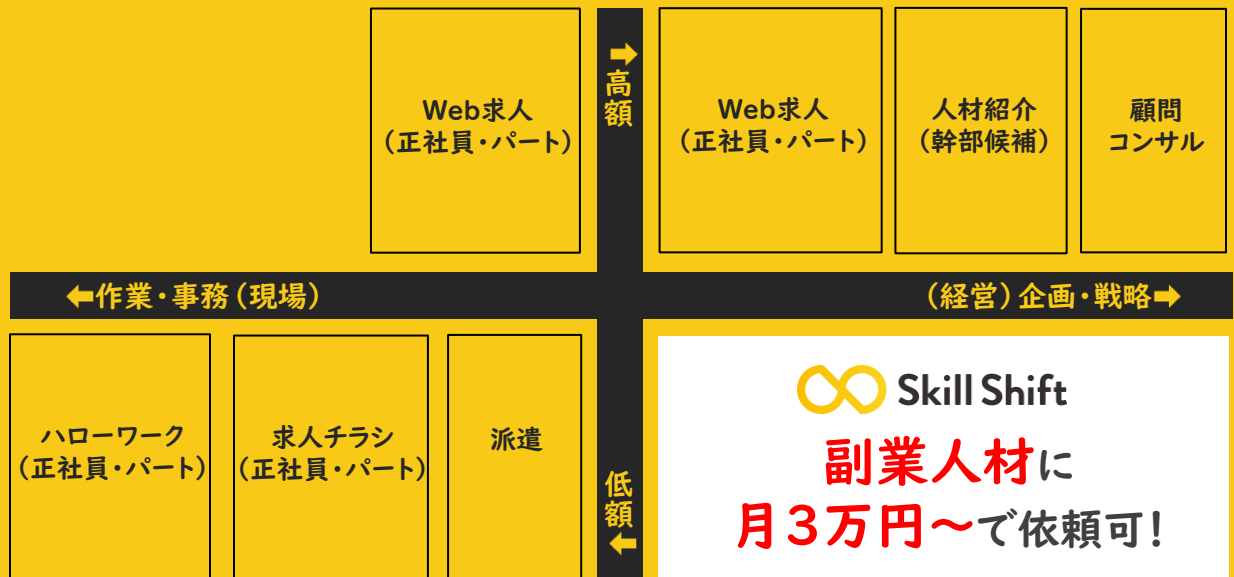 Web求人
（正社員・パート）
➡高額
Web求人
（正社員・パート）
人材紹介
（幹部候補）
顧問
コンサル
⬅作業・事務（現場）
（経営）企画・戦略➡
ハローワーク
（正社員・パート）
求人チラシ
（正社員・パート）
派遣
低額⬅
Skill Shift
副業人材に
月３万円〜で依頼可！